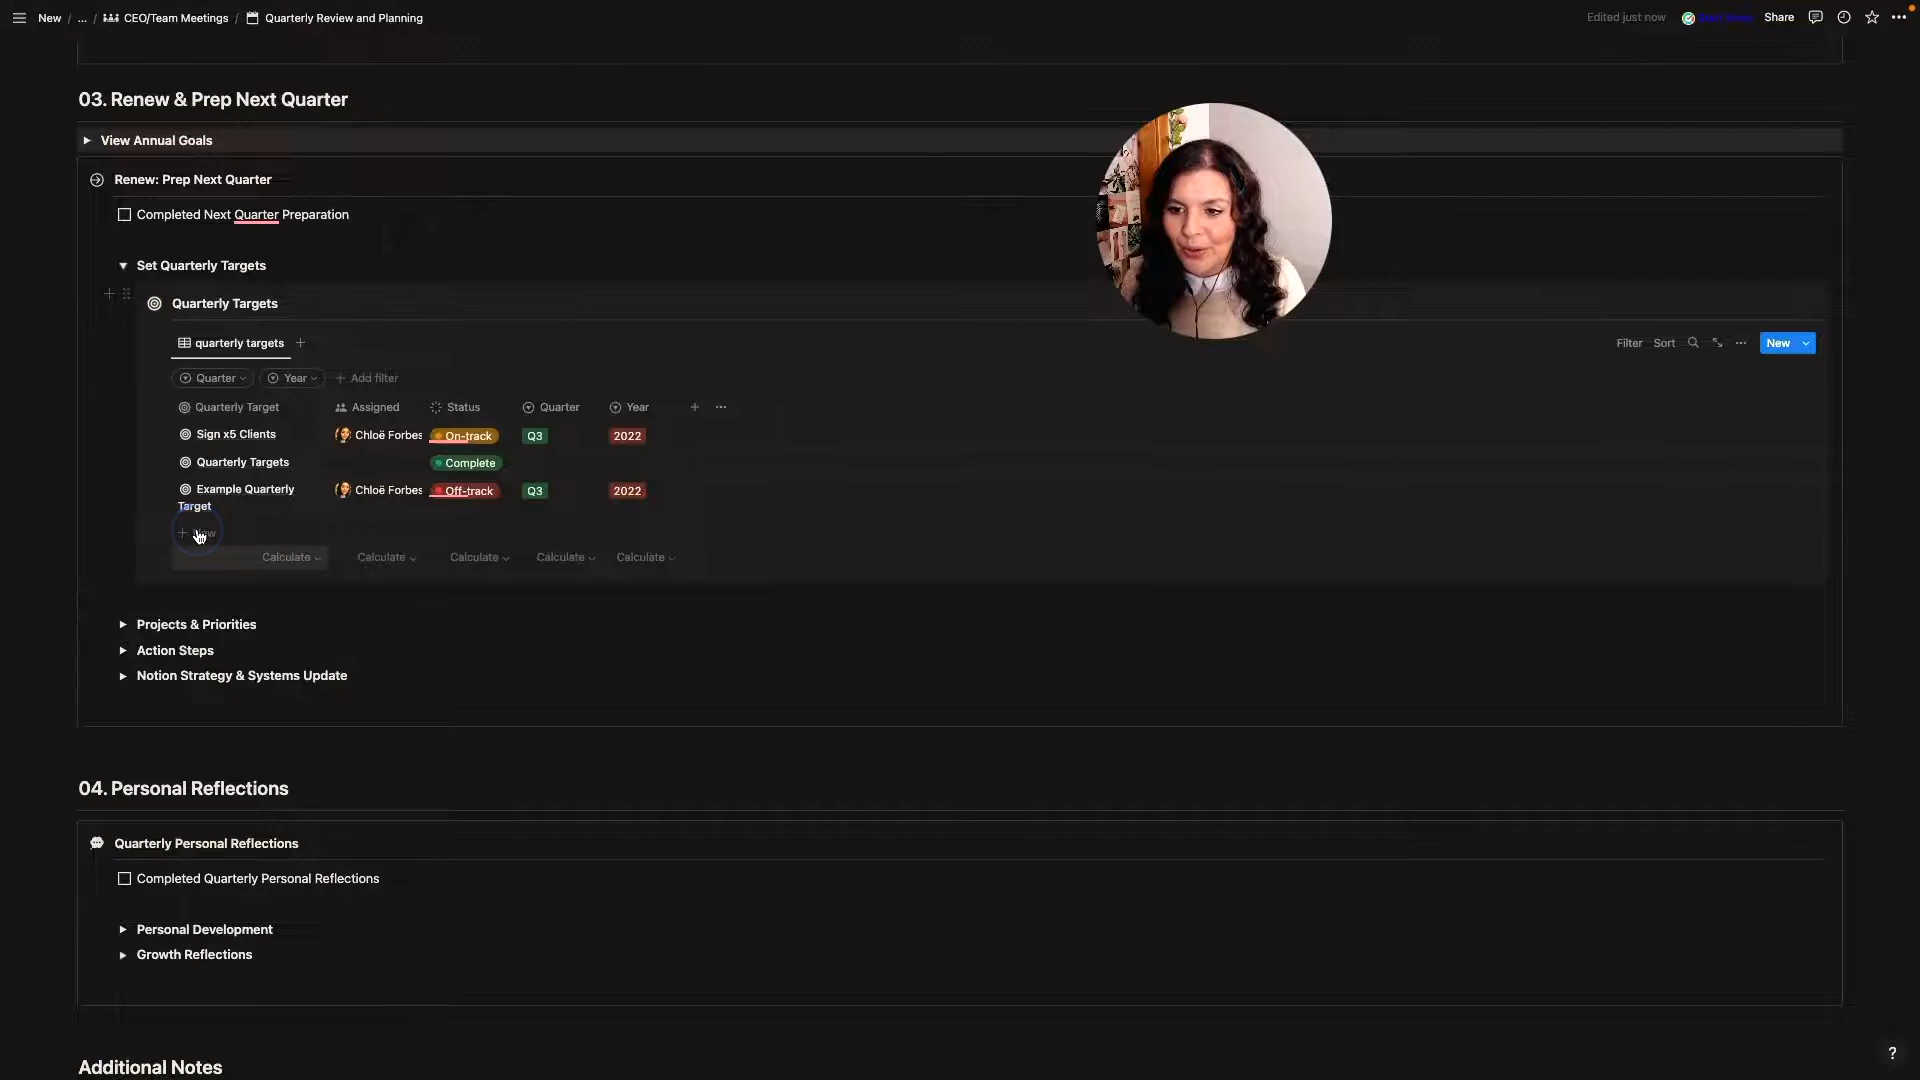 New / ... / CEO/Team Meetings / Quarterly Review and Planning Edited just now Share
03. Renew & Prep Next Quarter
View Annual Goals
Renew: Prep Next Quarter
Completed Next Quarter Preparation
Set Quarterly Targets
Quarterly Targets
quarterly targets Filter Sort New
Quarter Year Add filter
Quarterly Target Assigned Status Quarter Year
Sign x5 Clients Chloë Forbes On-track Q3 2022
Quarterly Targets Complete
Example Quarterly Chloë Forbes Off-track Q3 2022
Target
New
Calculate Calculate Calculate Calculate Calculate
Projects & Priorities
Action Steps
Notion Strategy & Systems Update
04. Personal Reflections
Quarterly Personal Reflections
Completed Quarterly Personal Reflections
Personal Development
Growth Reflections
?
Additional Notes